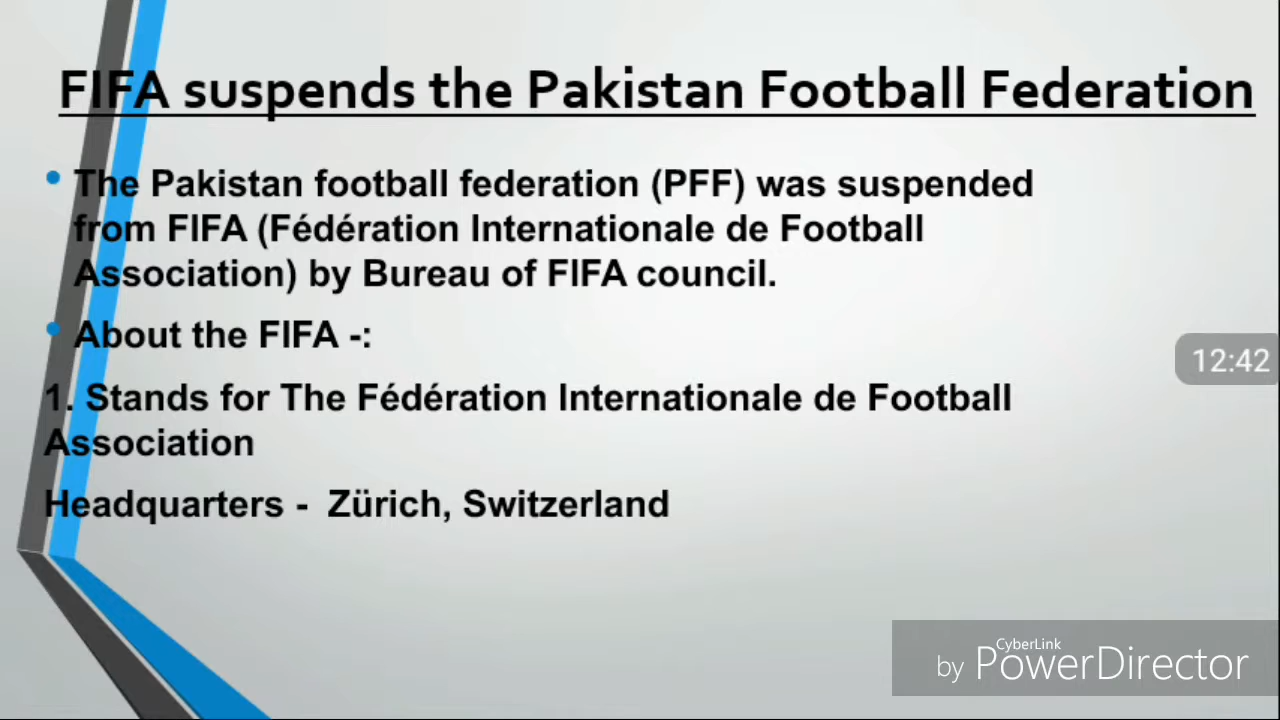 FIFA suspends the Pakistan Football Federation
• The Pakistan football federation (PFF) was suspended
from FIFA (Fédération Internationale de Football
Association) by Bureau of FIFA council.
• About the FIFA -:
12:42
1. Stands for The Fédération Internationale de Football
Association
Headquarters - Zürich, Switzerland
CyberLink
by PowerDirector